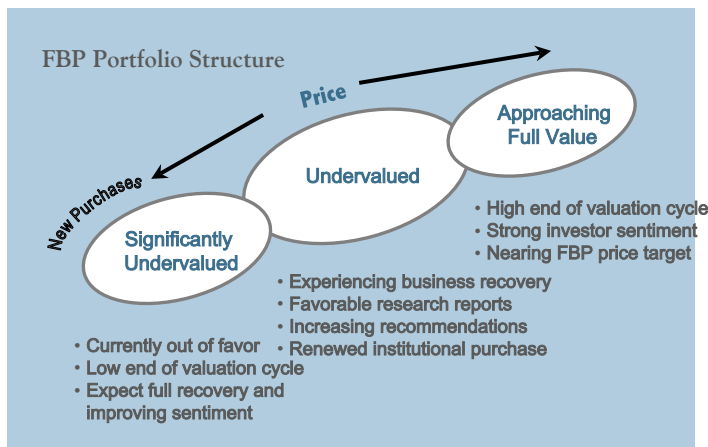 FBP Portfolio Structure
Price
Approaching
Full Value
Undervalued
New Purchases
Significantly
Undervalued
• High end of valuation cycle
• Strong investor sentiment
• Nearing FBP price target
• Experiencing business recovery
• Favorable research reports
• Increasing recommendations
• Renewed institutional purchase
• Currently out of favor
• Low end of valuation cycle
• Expect full recovery and
improving sentiment